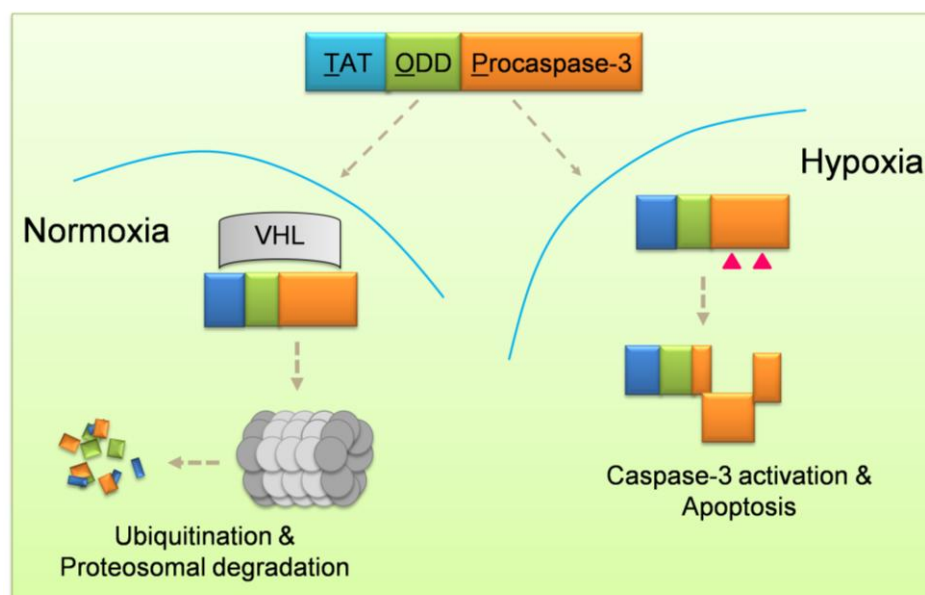 TAT ODD Procaspase-3
Normoxia
Hypoxia
VHL
Caspase-3 activation &
Apoptosis
Ubiquitination &
Proteosomal degradation